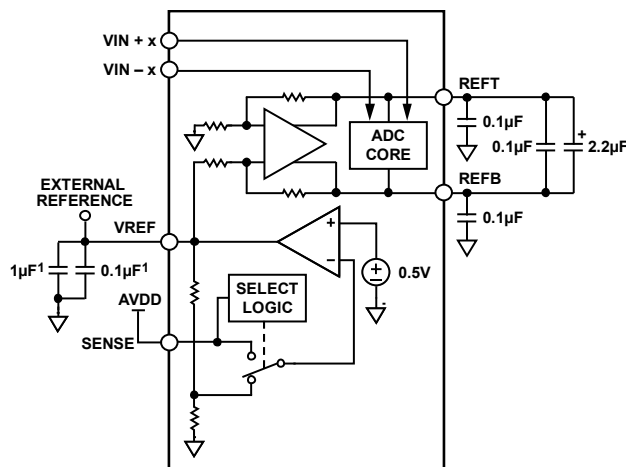 VIN + x
VIN – x
REFT
ADC
CORE
0.1µF
0.1µF
+
2.2µF
REFB
EXTERNAL
REFERENCE
VREF
0.1µF
+
–
1µF1
0.1µF1
0.5V
+
–
SELECT
LOGIC
AVDD
SENSE